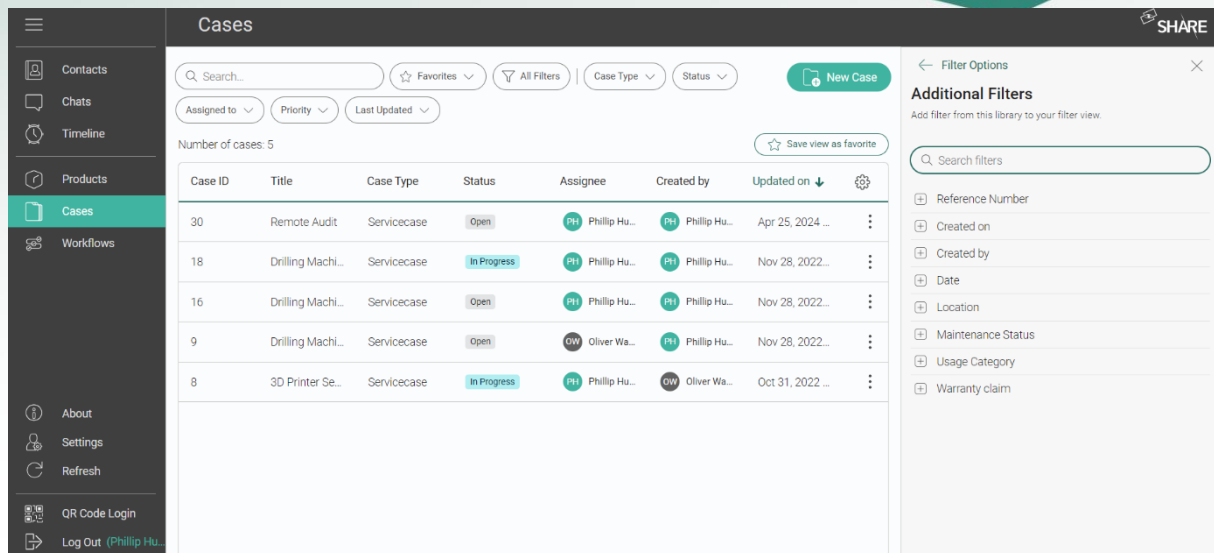 Cases
SHARE
Contacts
Chats
Timeline
Products
Cases
Workflows
About
Settings
Refresh
QR Code Login
Log Out (Phillip Hu...
Search...
Favorites
All Filters
Case Type
Status
New Case
Assigned to
Priority
Last Updated
Number of cases: 5
Save view as favorite
Case ID Title Case Type Status Assignee Created by Updated on
30 Remote Audit Servicecase Open PH Phillip Hu... PH Phillip Hu... Apr 25, 2024 ...
18 Drilling Machi... Servicecase In Progress PH Phillip Hu... PH Phillip Hu... Nov 28, 2022...
16 Drilling Machi... Servicecase Open PH Phillip Hu... PH Phillip Hu... Nov 28, 2022...
9 Drilling Machi... Servicecase Open OW Oliver Wa... PH Phillip Hu... Nov 28, 2022...
8 3D Printer Se... Servicecase In Progress PH Phillip Hu... OW Oliver Wa... Oct 31, 2022 ...
Filter Options
Additional Filters
Add filter from this library to your filter view.
Search filters
Reference Number
Created on
Created by
Date
Location
Maintenance Status
Usage Category
Warranty claim